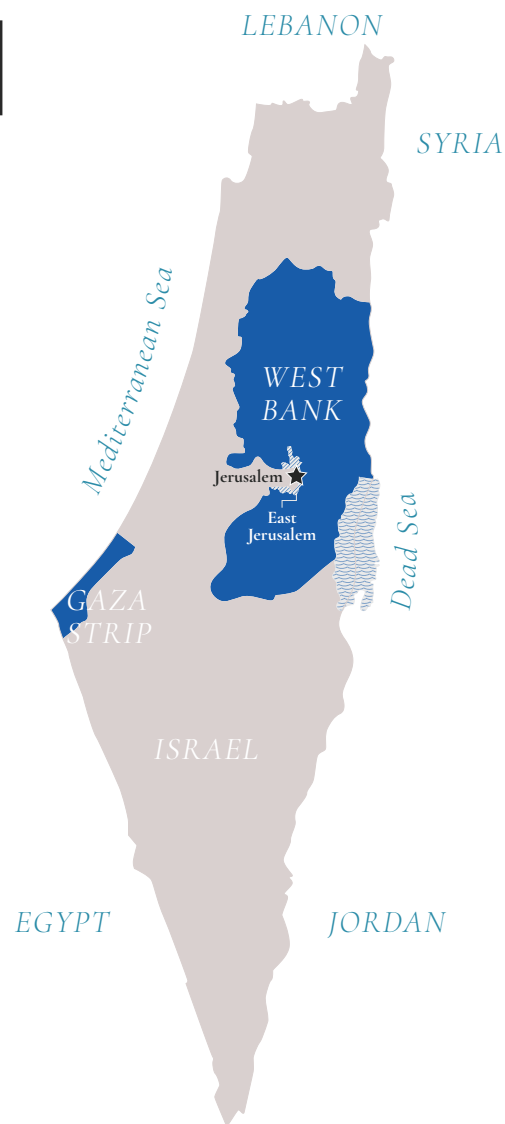 LEBANON
SYRIA
Mediterranean Sea
WEST
BANK
Jerusalem
East
Jerusalem
Dead Sea
GAZA
STRIP
ISRAEL
EGYPT
JORDAN